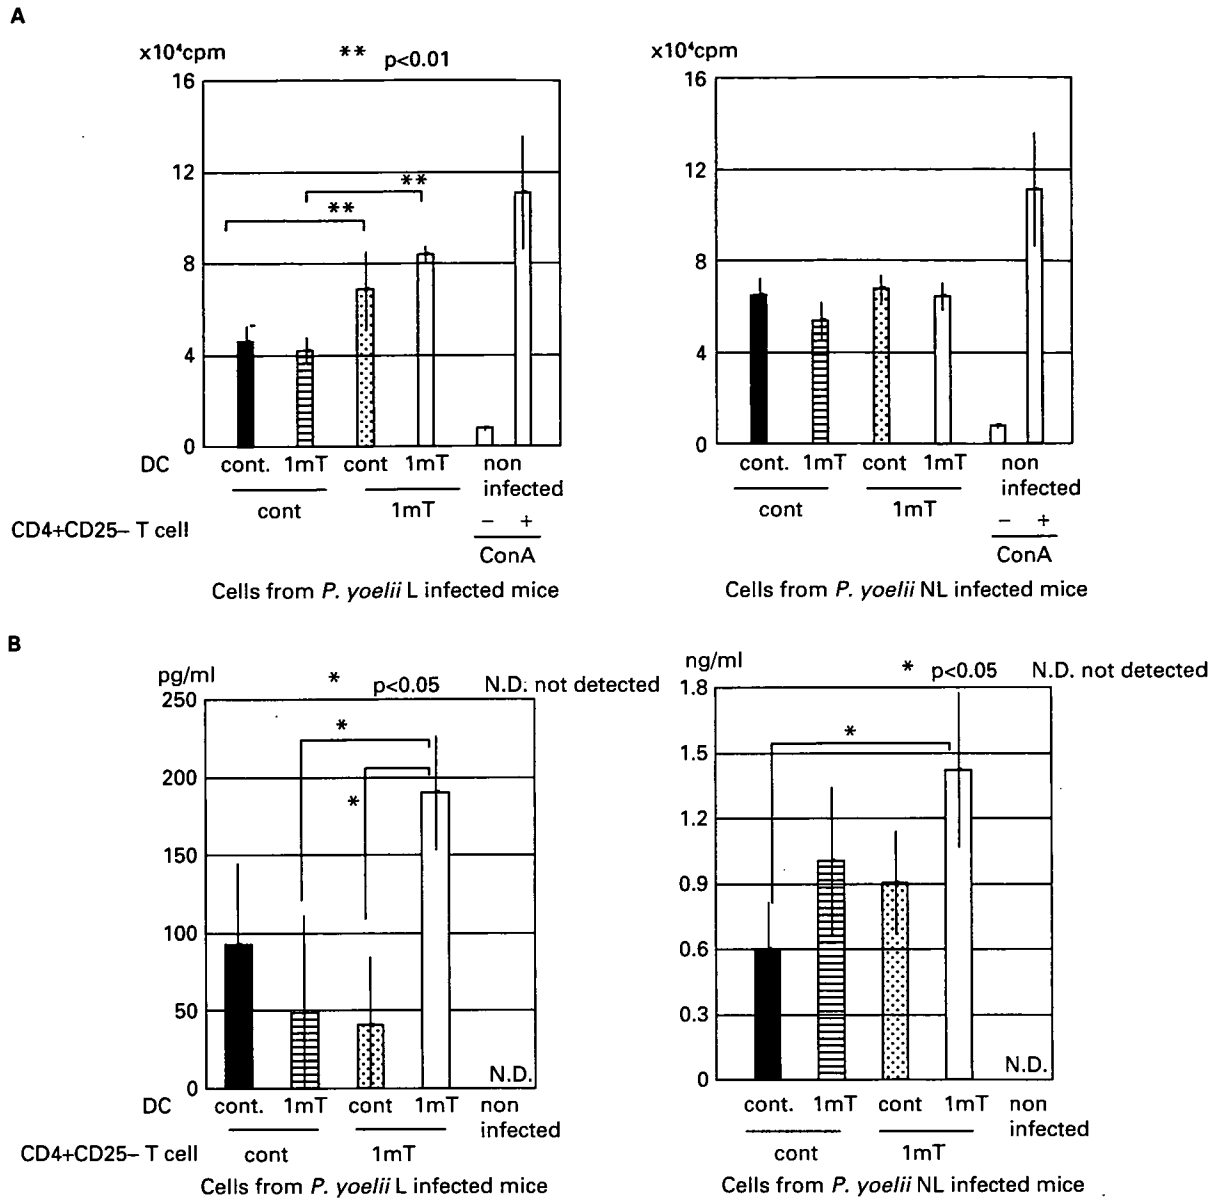 A
x10⁴cpm
** p<0.01
16
12
**
**
8
4
0
DC cont. 1mT cont 1mT non infected
cont 1mT
CD4+CD25– T cell
– +
ConA
Cells from P. yoelii L infected mice
x10⁴cpm
16
12
8
4
0
cont. 1mT cont 1mT non infected
cont 1mT
– +
ConA
Cells from P. yoelii NL infected mice
B
pg/ml
* p<0.05 N.D: not detected
250
*
200
*
150
100
50
N.D.
0
DC cont. 1mT cont 1mT non infected
CD4+CD25– T cell cont 1mT
Cells from P. yoelii L infected mice
ng/ml
* p<0.05 N.D. not detected
1.8
*
1.5
1.2
0.9
0.6
0.3
N.D.
0
cont. 1mT cont 1mT non infected
cont 1mT
Cells from P. yoelii NL infected mice